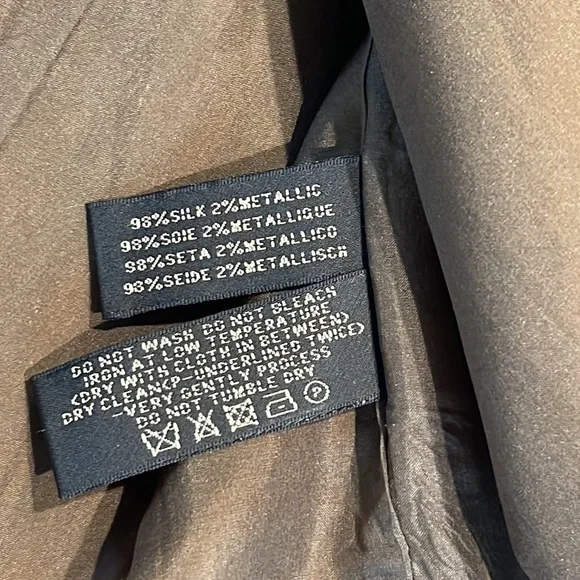 98%SILK 2%METALLIC
98%SOIE 2%METALLIQUE
98%SETA 2%METALLICO
98%SEIDE 2%METALLISCH
DO NOT WASH DO NOT BLEACH
IRON AT LOW TEMPERATURE
(DRY WITH CLOTH IN BETWEEN)
DRY CLEAN(P-UNDERLINED TWICE)
-VERY GENTLY PROCESS
DO NOT TUMBLE DRY
P